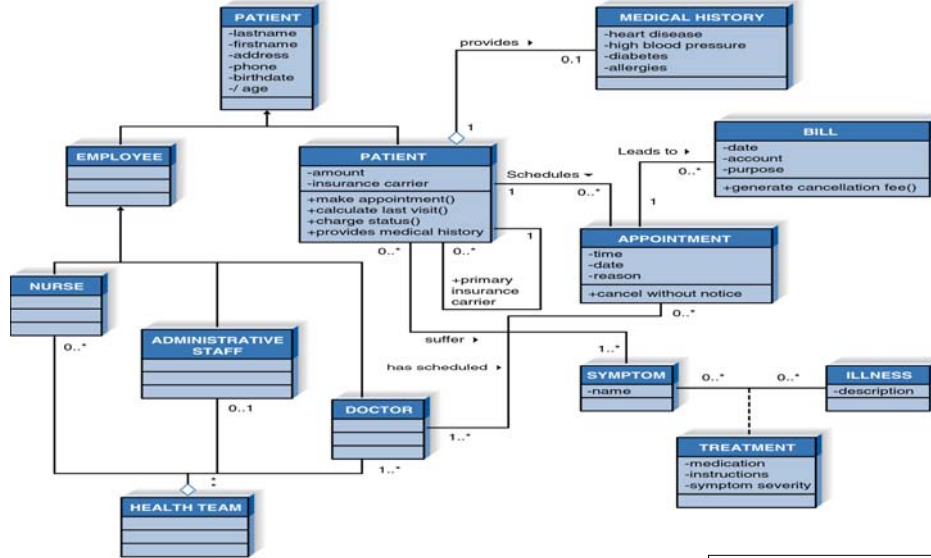 PATIENT
-lastname
-firstname
-address
-phone
-birthdate
-/ age
MEDICAL HISTORY
-heart disease
-high blood pressure
-diabetes
-allergies
provides
0.1
1
EMPLOYEE
PATIENT
-amount
-insurance carrier
+make appointment()
+calculate last visit()
+charge status()
+provides medical history
Schedules
1
0..*
BILL
-date
-account
-purpose
+generate cancellation fee()
Leads to
0..*
1
APPOINTMENT
-time
-date
-reason
+cancel without notice
0..*
0..*
0..*
1
+primary
insurance
carrier
NURSE
0..*
ADMINISTRATIVE
STAFF
0..1
suffer
1..*
has scheduled
DOCTOR
1..*
1..*
SYMPTOM
-name
0..*
0..*
ILLNESS
-description
TREATMENT
-medication
-instructions
-symptom severity
HEALTH TEAM